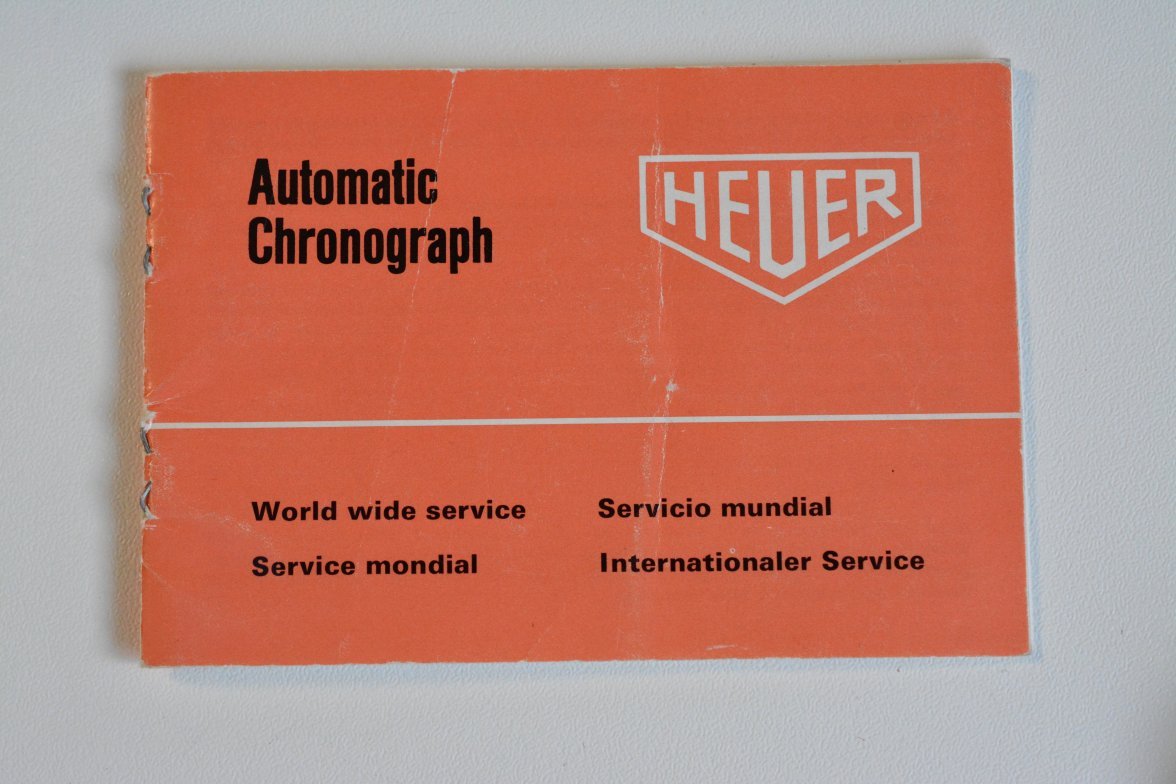 Automatic
Chronograph
HEUER
World wide service
Service mondial
Servicio mundial
Internationaler Service